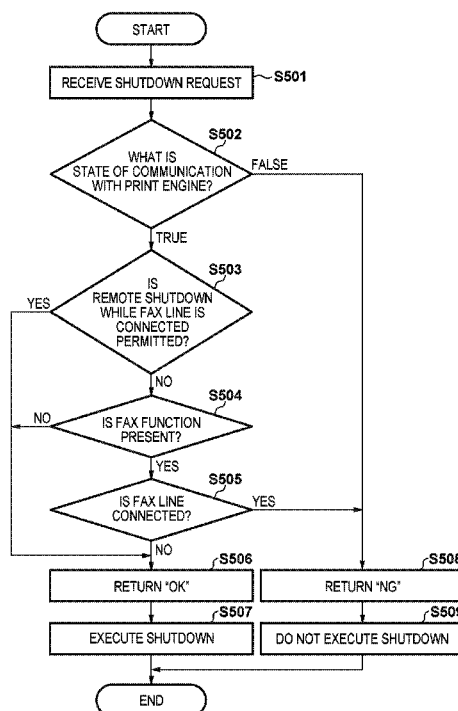 START
RECEIVE SHUTDOWN REQUEST
S501
S502
WHAT IS
STATE OF COMMUNICATION
WITH PRINT ENGINE?
FALSE
TRUE
S503
IS
REMOTE SHUTDOWN
WHILE FAX LINE IS
CONNECTED
PERMITTED?
YES
NO
S504
IS FAX FUNCTION
PRESENT?
NO
YES
S505
IS FAX LINE
CONNECTED?
YES
NO
S506
RETURN "OK"
S508
RETURN "NG"
S507
EXECUTE SHUTDOWN
S509
DO NOT EXECUTE SHUTDOWN
END